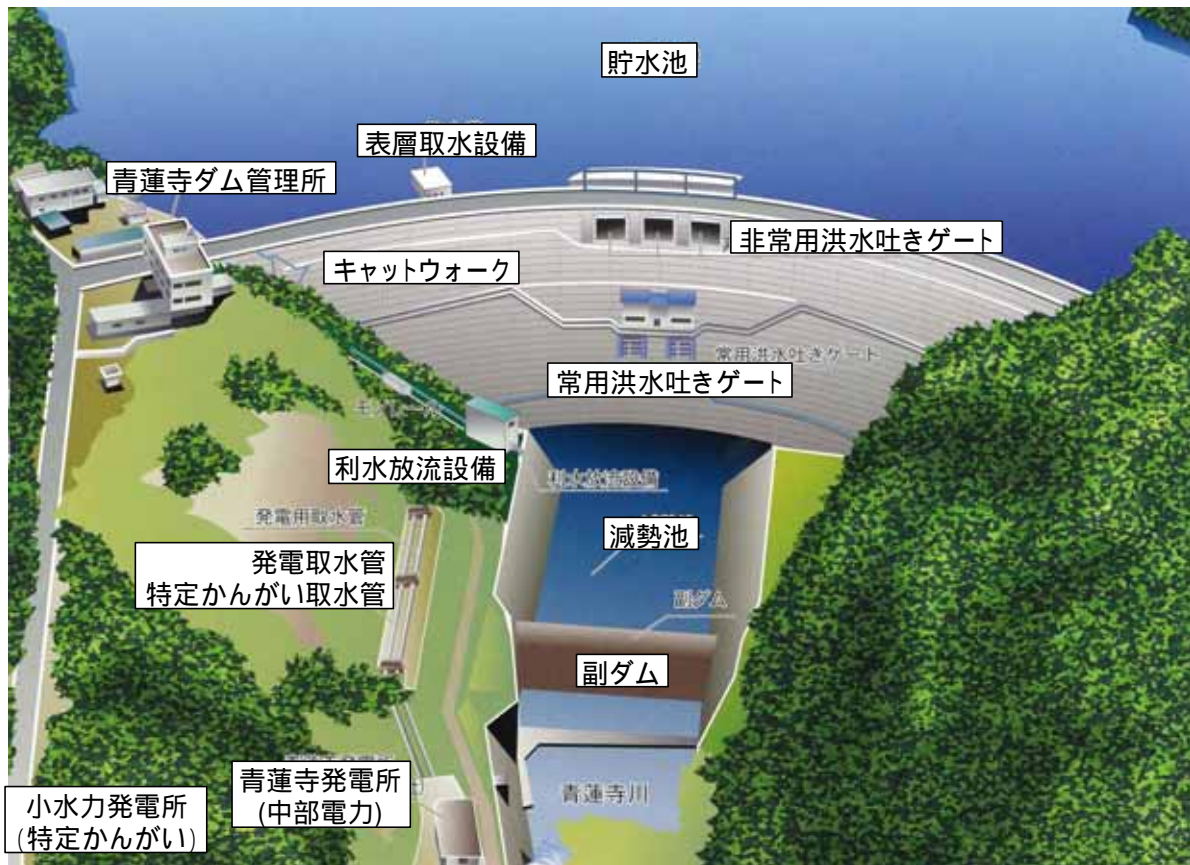 貯水池
表層取水設備
青蓮寺ダム管理所
非常用洪水吐きゲート
キャットウォーク
常用洪水吐きゲート
常用洪水吐きゲート
利水放流設備
利水放流設備
発電用取水管
減勢池
発電取水管
特定かんがい取水管
副ダム
副ダム
青蓮寺発電所
(中部電力)
青蓮寺川
小水力発電所
(特定かんがい)